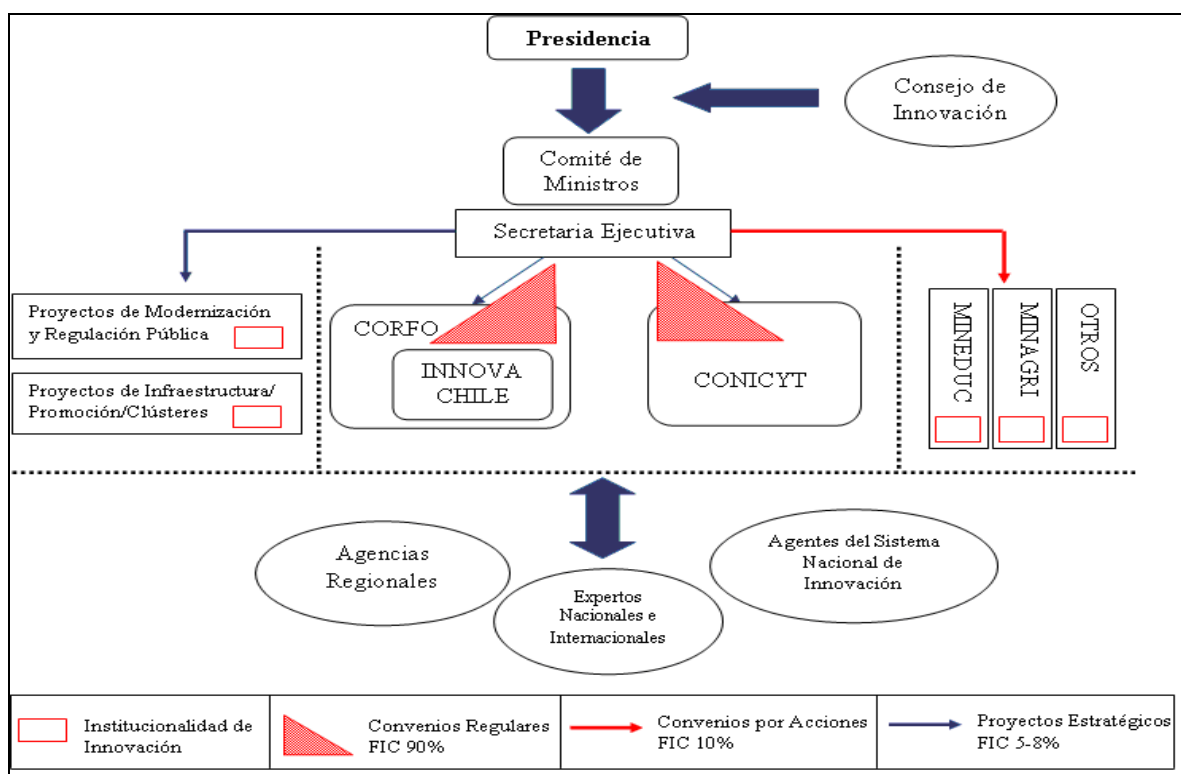 Presidencia
Consejo de
Innovación
Comité de
Ministros
Secretaria Ejecutiva
Proyectos de Modernización
y Regulación Pública
Proyectos de Infraestructura/
Promoción/Clústeres
CORFO
INNOVA
CHILE
CONICYT
MINEDUC
MINAGRI
OTROS
Agencias
Regionales
Expertos
Nacionales e
Internacionales
Agentes del Sistema
Nacional de
Innovación
Institucionalidad de
Innovación
Convenios Regulares
FIC 90%
Convenios por Acciones
FIC 10%
Proyectos Estratégicos
FIC 5-8%